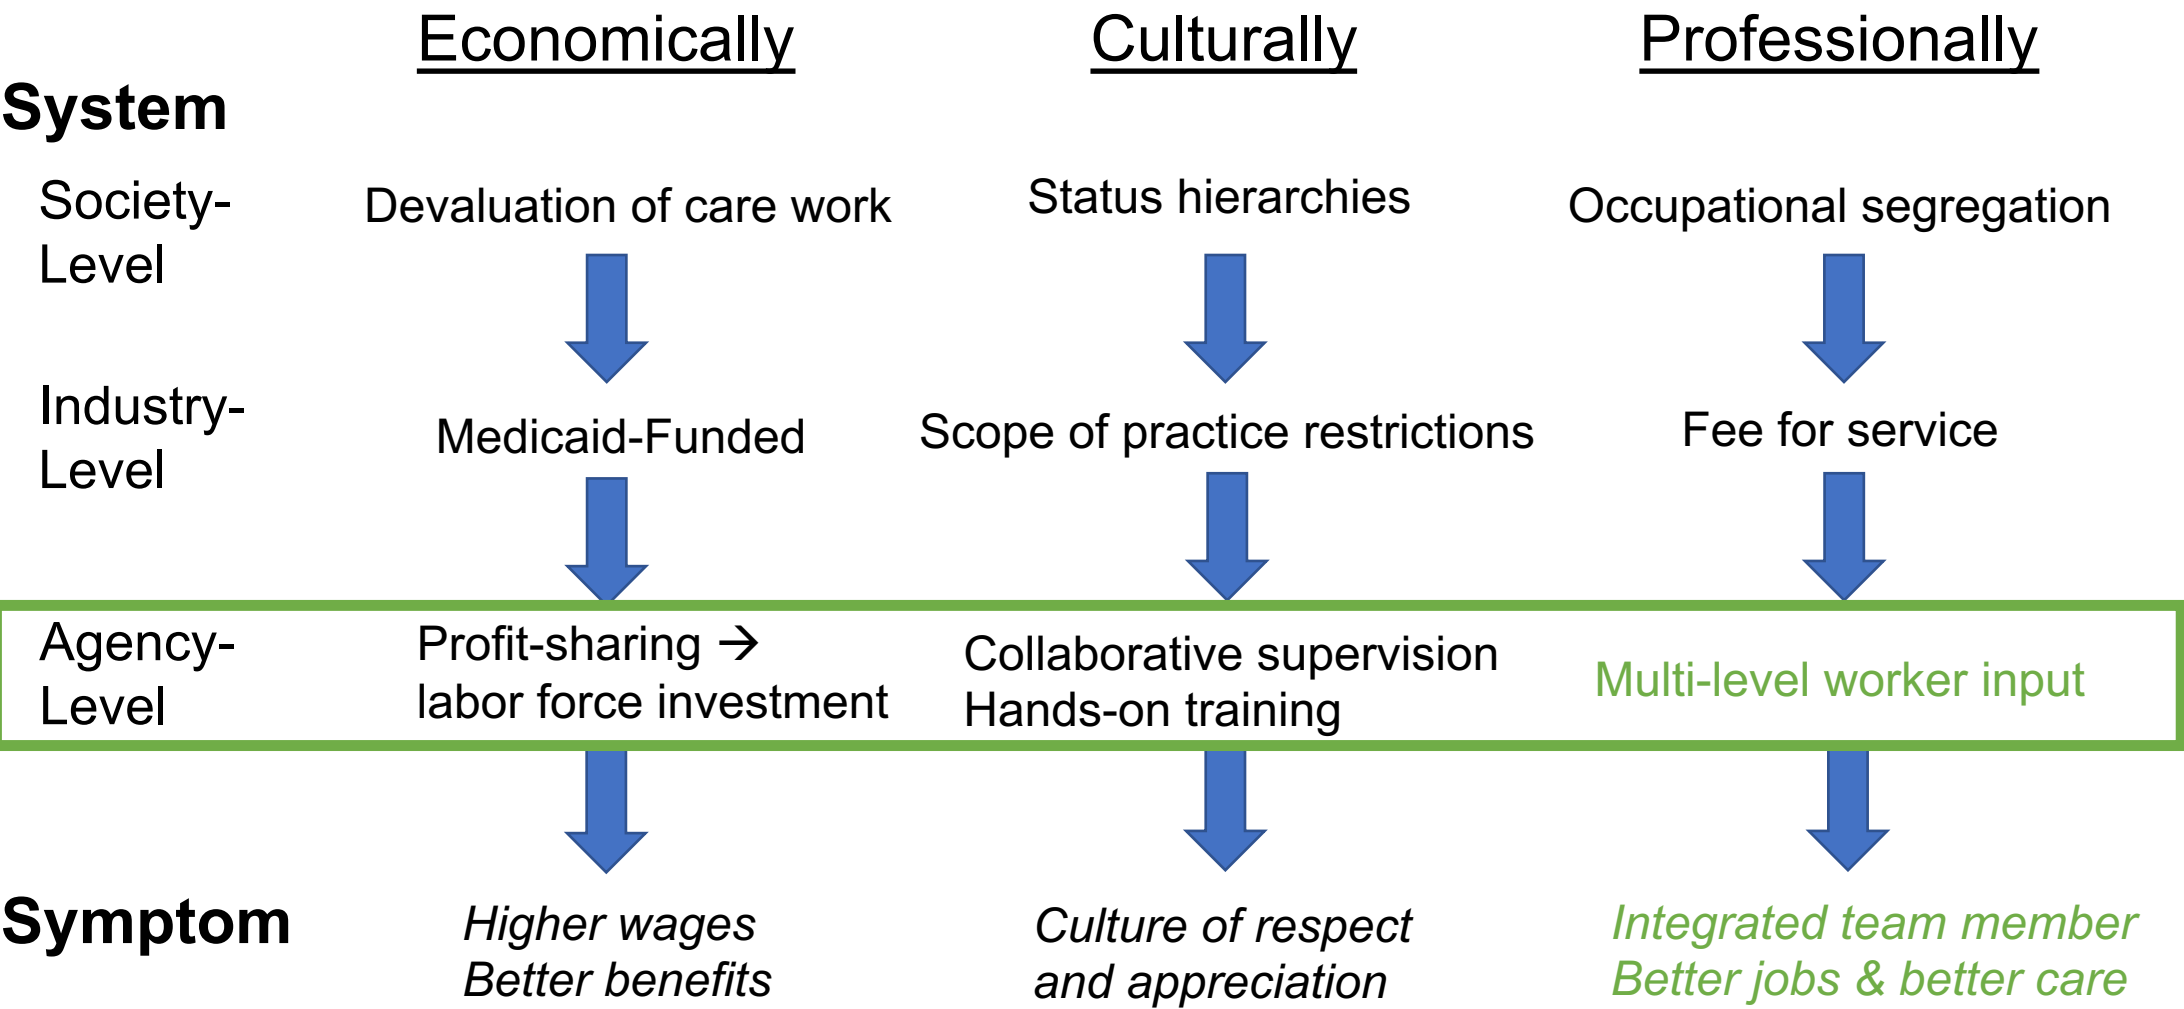 Economically Culturally Professionally
System
Society-
Level
Devaluation of care work
Status hierarchies
Occupational segregation
Industry-
Level
Medicaid-Funded
Scope of practice restrictions
Fee for service
Agency-
Level
Profit-sharing →
labor force investment
Collaborative supervision
Hands-on training
Multi-level worker input
Symptom
Higher wages
Better benefits
Culture of respect
and appreciation
Integrated team member
Better jobs & better care